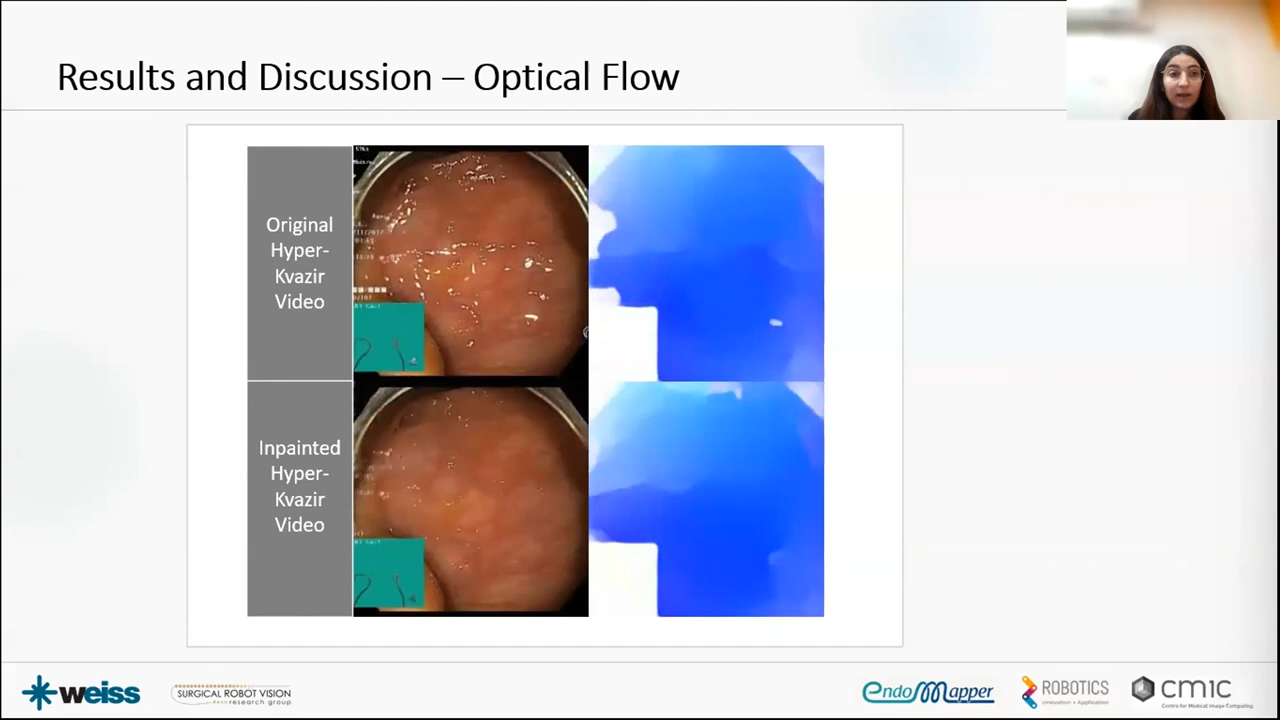 Results and Discussion – Optical Flow
Original
Hyper-
Kvazir
Video
Inpainted
Hyper-
Kvazir
Video
weiss
SURGICAL ROBOT VISION
research group
EndoMapper
ROBOTICS
Innovation + Application
CMIC
Centre for Medical Image Computing